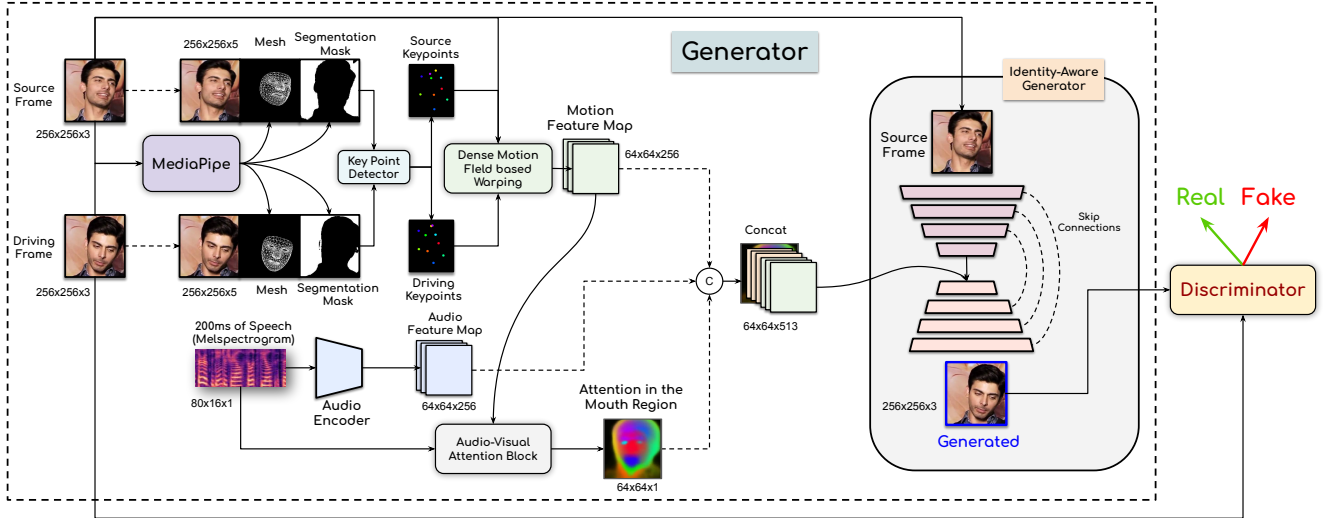 Generator
256x256x5
Mesh
Segmentation
Mask
Source
Keypoints
Source
Frame
256x256x3
MediaPipe
Key Point
Detector
Dense Motion
FIeld based
Warping
Motion
Feature Map
64x64x256
Identity-Aware
Generator
Source
Frame
Skip
Connections
Real
Fake
Driving
Frame
256x256x3
256x256x5
Mesh
Segmentation
Mask
Driving
Keypoints
Concat
C
64x64x513
Discriminator
200ms of Speech
(Melspectrogram)
80x16x1
Audio
Encoder
Audio
Feature Map
64x64x256
Attention in the
Mouth Region
Audio-Visual
Attention Block
64x64x1
256x256x3
Generated